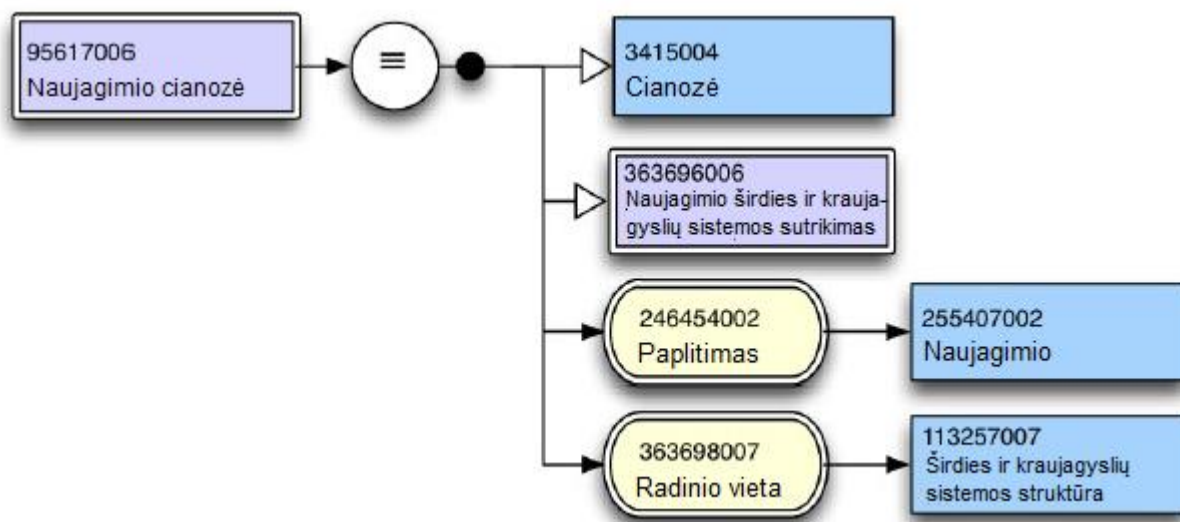 95617006
Naujagimio cianozė
≡
3415004
Cianozė
363696006
Naujagimio širdies ir krauja-
gyslių sistemos sutrikimas
246454002
Paplitimas
255407002
Naujagimio
363698007
Radinio vieta
113257007
Širdies ir kraujagyslių
sistemos struktūra